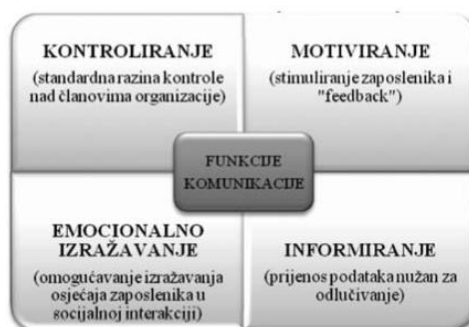 KONTROLIRANJE
(standardna razina kontrole
nad članovima organizacije)
MOTIVIRANJE
(stimuliranje zaposlenika i
"feedback")
FUNKCIJE
KOMUNIKACIJE
EMOCIONALNO
IZRAŽAVANJE
(omogućavanje izražavanja
osjećaja zaposlenika u
socijalnoj interakciji)
INFORMIRANJE
(prijenos podataka nužan za
odlučivanje)